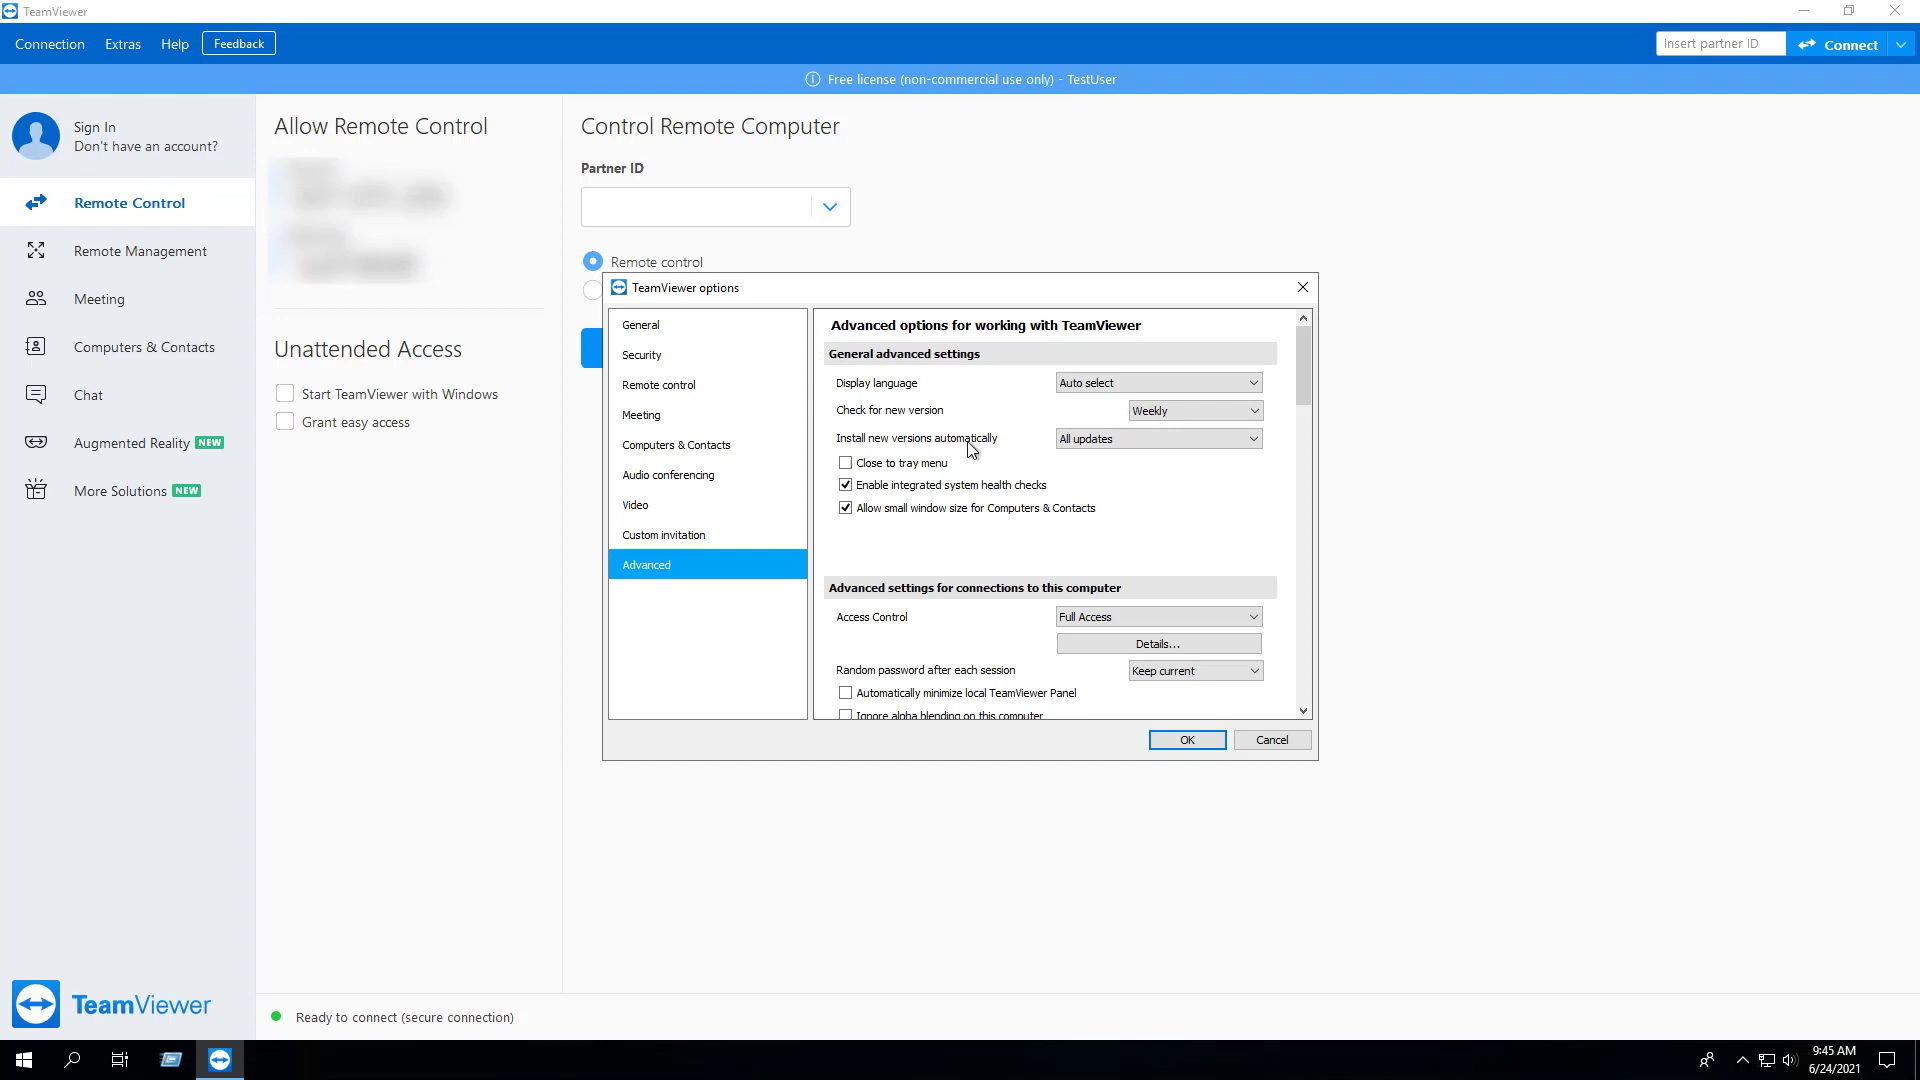 TeamViewer
Connection
Extras
Help
Feedback
Insert partner ID
Connect
Free license (non-commercial use only) - TestUser
Sign In
Don't have an account?
Remote Control
Remote Management
Meeting
Computers & Contacts
Chat
Augmented Reality NEW
More Solutions NEW
TeamViewer
Allow Remote Control
Unattended Access
Start TeamViewer with Windows
Grant easy access
Control Remote Computer
Partner ID
Remote control
TeamViewer options
General
Security
Remote control
Meeting
Computers & Contacts
Audio conferencing
Video
Custom invitation
Advanced
Advanced options for working with TeamViewer
General advanced settings
Display language Auto select
Check for new version Weekly
Install new versions automatically All updates
Close to tray menu
Enable integrated system health checks
Allow small window size for Computers & Contacts
Advanced settings for connections to this computer
Access Control Full Access
Details...
Random password after each session Keep current
Automatically minimize local TeamViewer Panel
Ignore alpha blending on this computer
OK
Cancel
Ready to connect (secure connection)
9:45 AM
6/24/2021